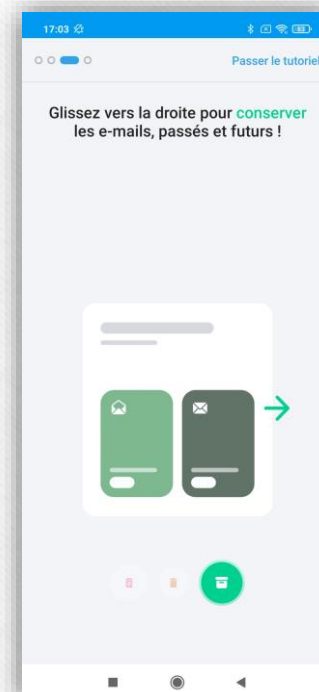 17:03
Passer le tutoriel
Glissez vers la droite pour conserver
les e-mails, passés et futurs !